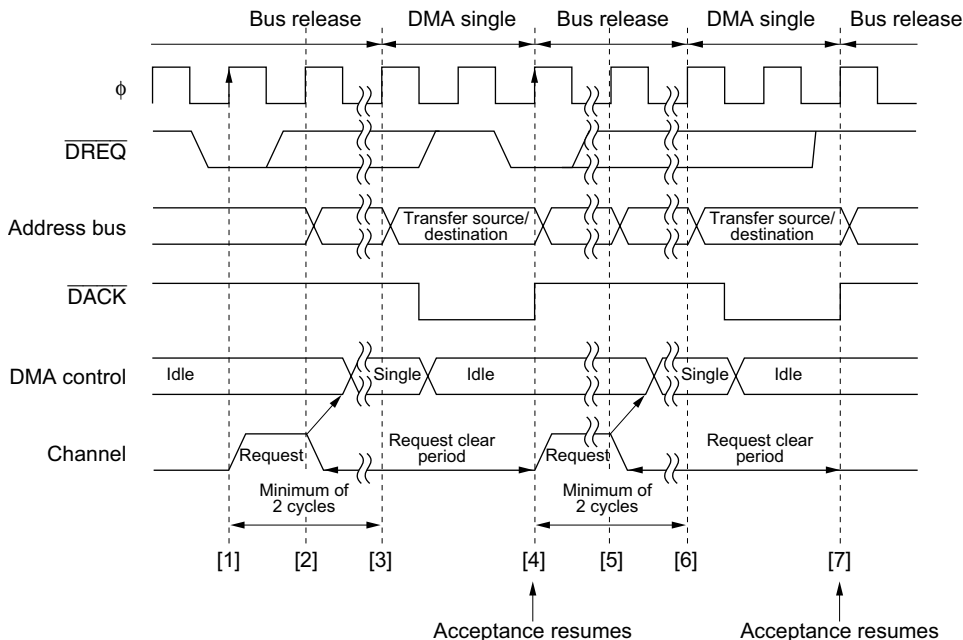 Bus release DMA single Bus release DMA single Bus release
ϕ
DREQ
Address bus
Transfer source/ destination
Transfer source/ destination
DACK
DMA control
Idle Single Idle Single Idle
Channel
Request
Request clear period
Request
Request clear period
Minimum of 2 cycles
Minimum of 2 cycles
[1] [2] [3] [4] [5] [6] [7]
Acceptance resumes Acceptance resumes